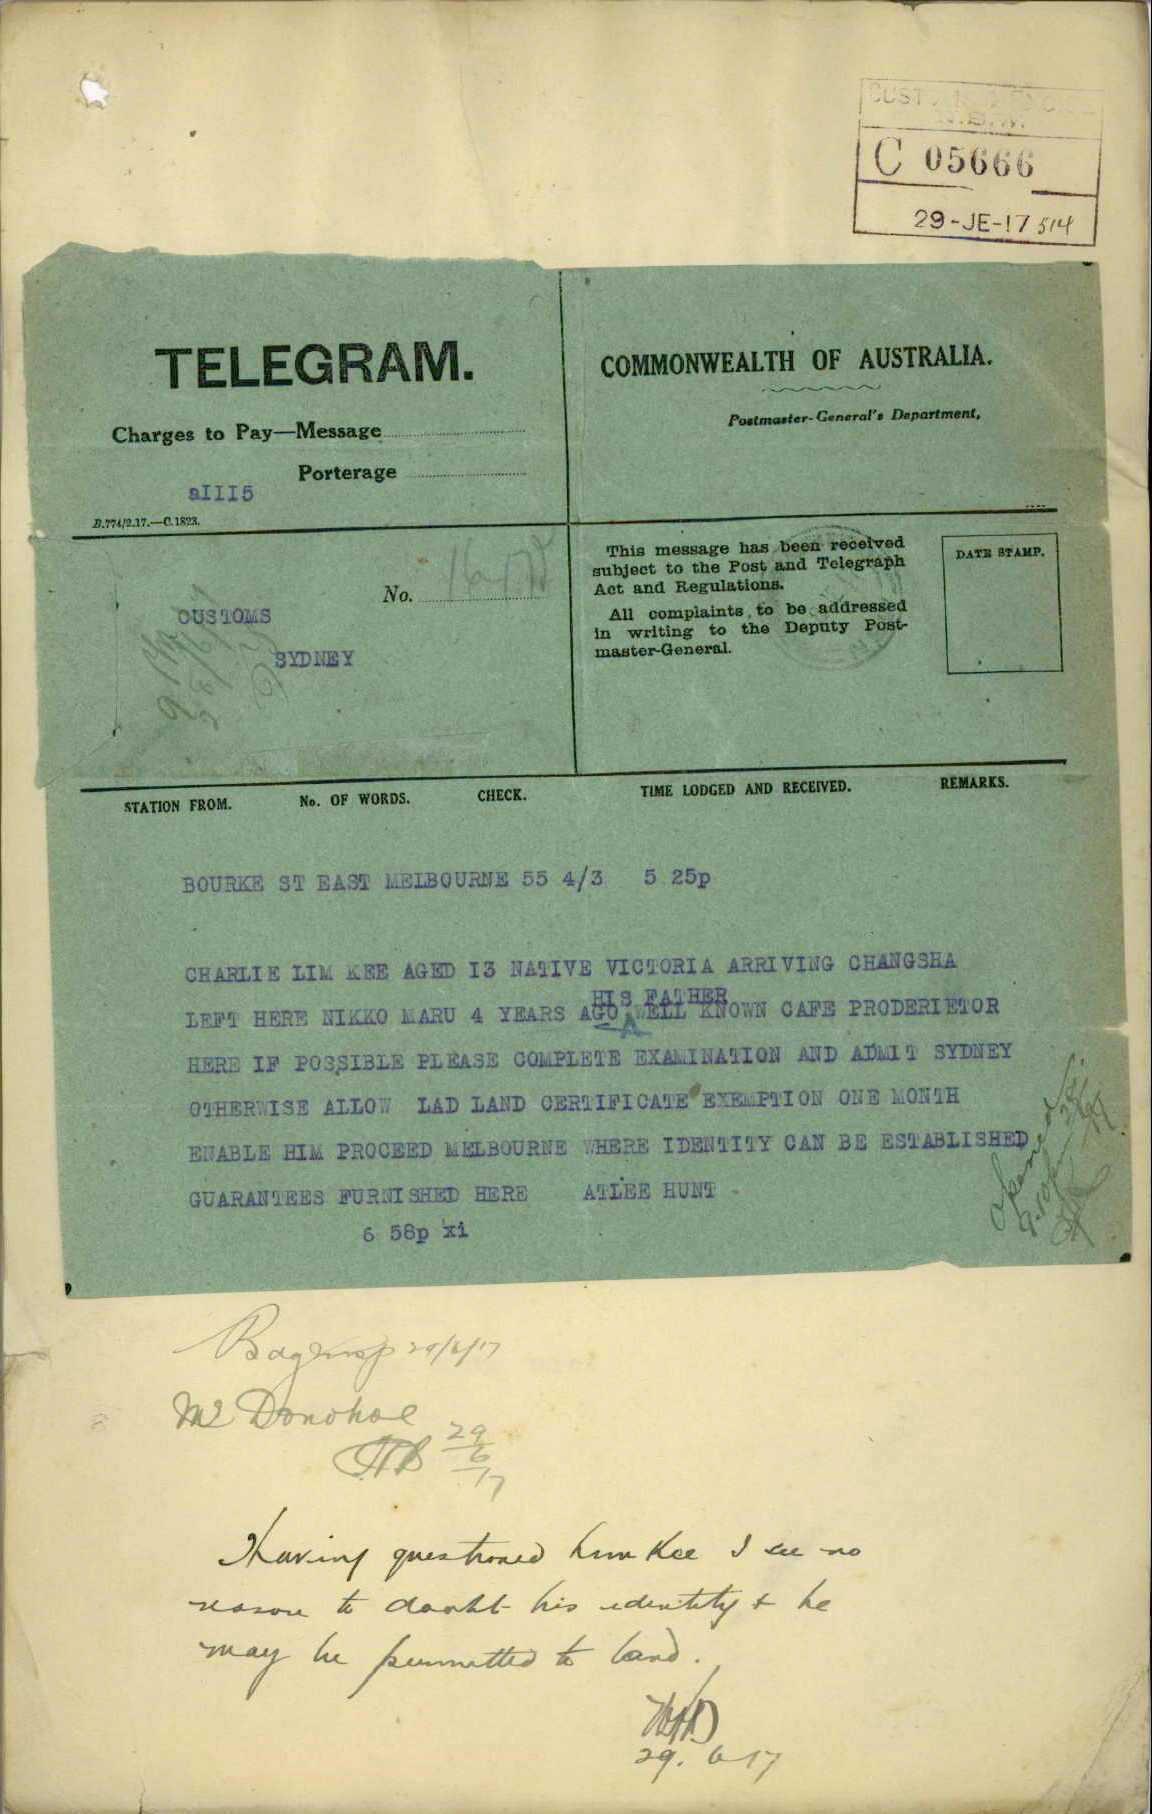 C 05666
29-JE-17 514
TELEGRAM.
Charges to Pay—Message
Porterage
aIII5
B.774/2.17.—C.1823.
COMMONWEALTH OF AUSTRALIA.
Postmaster-General's Department,
No.
CUSTOMS
SYDNEY
This message has been received
subject to the Post and Telegraph
Act and Regulations.
All complaints to be addressed
in writing to the Deputy Post-
master-General.
DATE STAMP.
STATION FROM. No. OF WORDS. CHECK. TIME LODGED AND RECEIVED. REMARKS.
BOURKE ST EAST MELBOURNE 55 4/3 5 25p
CHARLIE LIM KEE AGED I3 NATIVE VICTORIA ARRIVING CHANGSHA
HIS FATHER
LEFT HERE NIKKO MARU 4 YEARS AGO WELL KNOWN CAFE PRODERIETOR
HERE IF POSSIBLE PLEASE COMPLETE EXAMINATION AND ADMIT SYDNEY
OTHERWISE ALLOW LAD LAND CERTIFICATE EXEMPTION ONE MONTH
ENABLE HIM PROCEED MELBOURNE WHERE IDENTITY CAN BE ESTABLISHED
GUARANTEES FURNISHED HERE ATLEE HUNT
6 58p xi
29/6/17
Mr Donohoe
29
6
17
Having questioned Lim Kee I see no
reason to doubt his identity & he
may be permitted to land.
29. 6 17